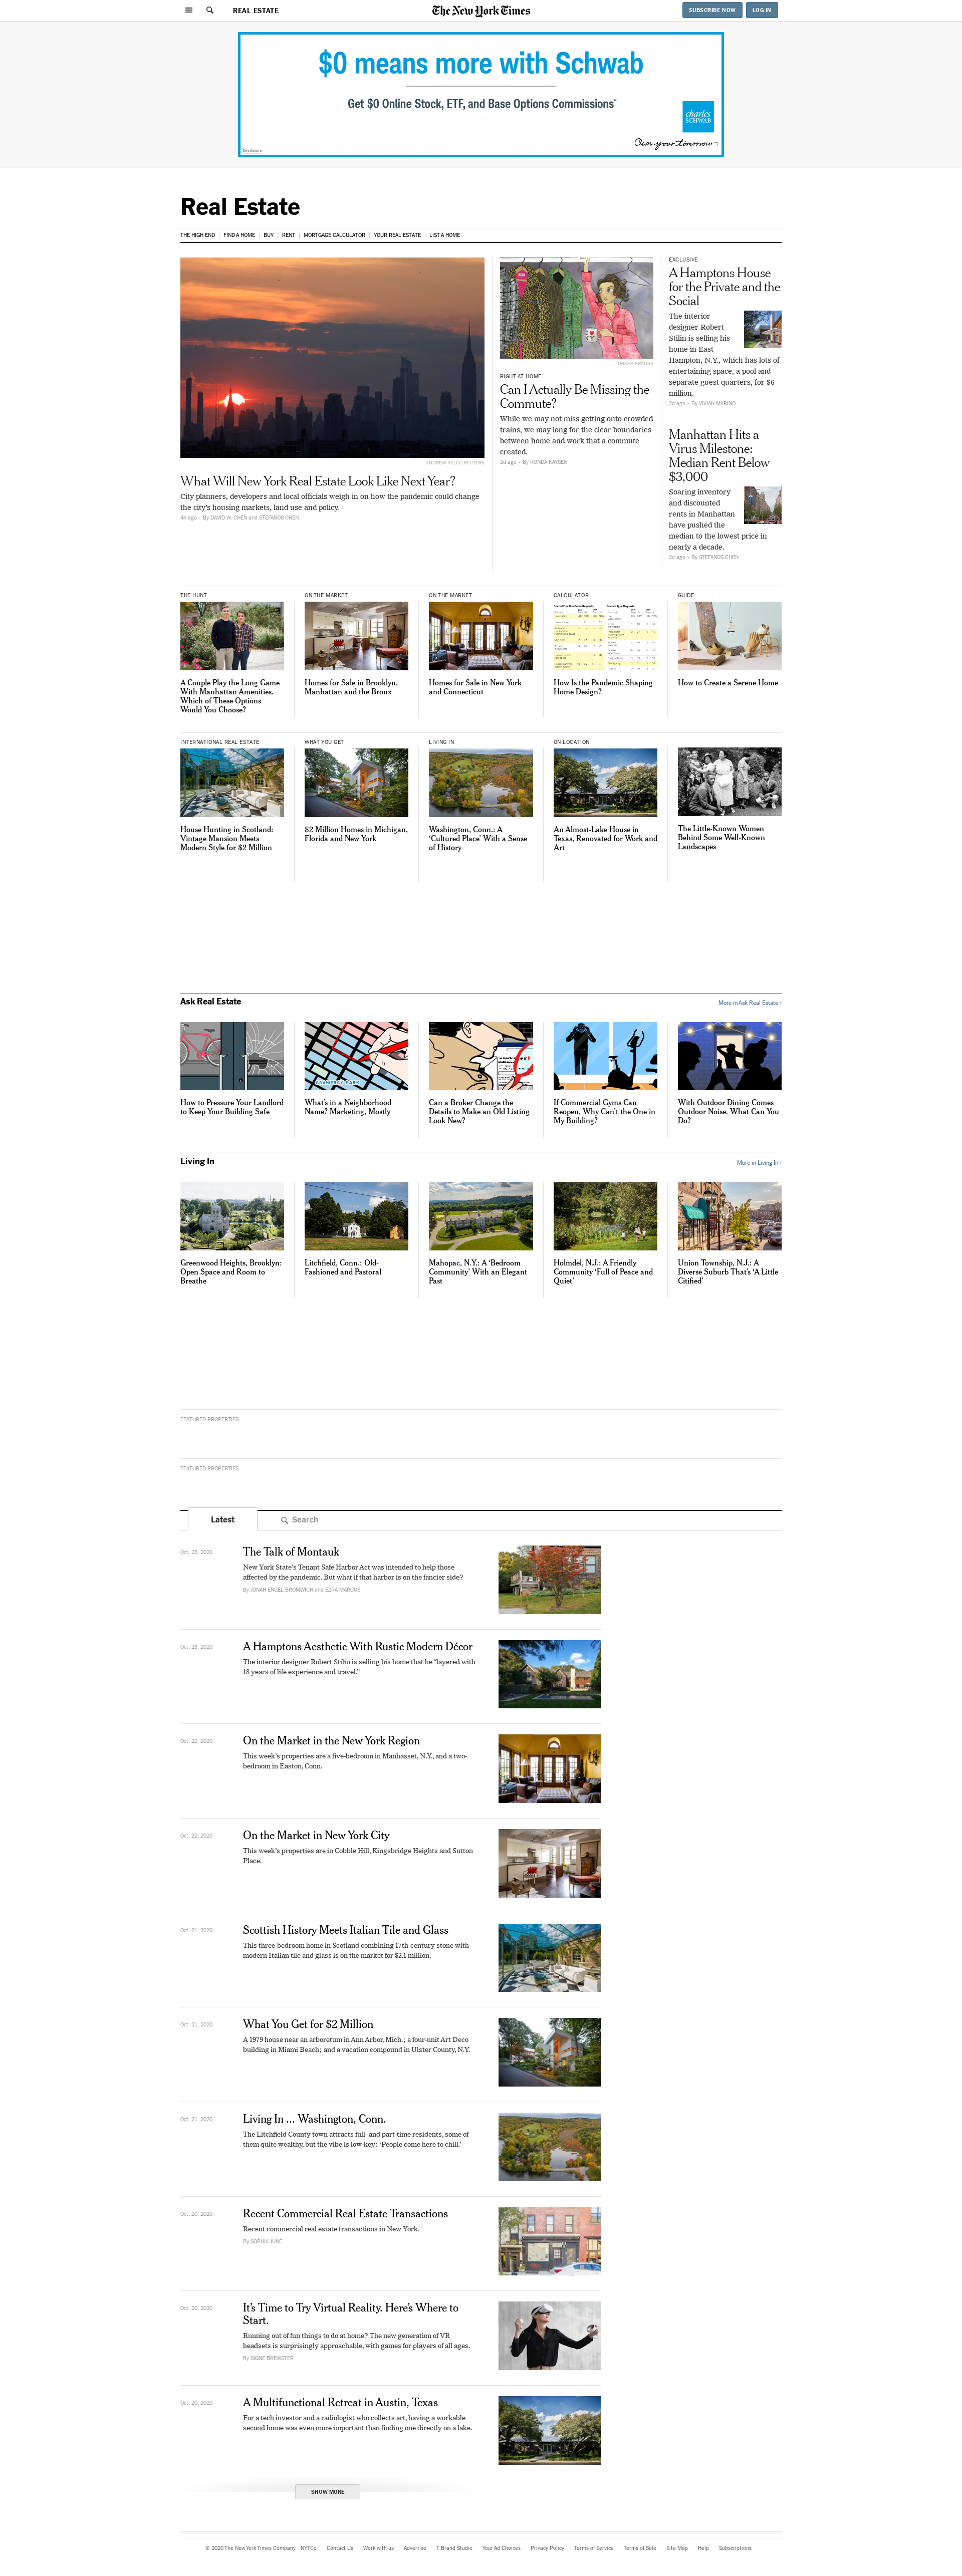 REAL ESTATE
The New York Times
SUBSCRIBE NOW
LOG IN
$0 means more with Schwab
Get $0 Online Stock, ETF, and Base Options Commissions*
charles
SCHWAB
Own your tomorrow
Disclosure
Real Estate
THE HIGH END
FIND A HOME
BUY
RENT
MORTGAGE CALCULATOR
YOUR REAL ESTATE
LIST A HOME
ANDREW KELLY/REUTERS
What Will New York Real Estate Look Like Next Year?
City planners, developers and local officials weigh in on how the pandemic could change
the city's housing markets, land use and policy.
4h ago - By DAVID W. CHEN and STEFANOS CHEN
TRISHA KRAUSS
RIGHT AT HOME
Can I Actually Be Missing the
Commute?
While we may not miss getting onto crowded
trains, we may long for the clear boundaries
between home and work that a commute
created.
2d ago - By RONDA KAYSEN
EXCLUSIVE
A Hamptons House
for the Private and the
Social
The interior
designer Robert
Stilin is selling his
home in East
Hampton, N.Y., which has lots of
entertaining space, a pool and
separate guest quarters, for $6
million.
2d ago - By VIVIAN MARINO
Manhattan Hits a
Virus Milestone:
Median Rent Below
$3,000
Soaring inventory
and discounted
rents in Manhattan
have pushed the
median to the lowest price in
nearly a decade.
2d ago - By STEFANOS CHEN
THE HUNT
A Couple Play the Long Game
With Manhattan Amenities.
Which of These Options
Would You Choose?
ON THE MARKET
Homes for Sale in Brooklyn,
Manhattan and the Bronx
ON THE MARKET
Homes for Sale in New York
and Connecticut
CALCULATOR
How Is the Pandemic Shaping
Home Design?
GUIDE
How to Create a Serene Home
INTERNATIONAL REAL ESTATE
House Hunting in Scotland:
Vintage Mansion Meets
Modern Style for $2 Million
WHAT YOU GET
$2 Million Homes in Michigan,
Florida and New York
LIVING IN
Washington, Conn.: A
'Cultured Place' With a Sense
of History
ON LOCATION
An Almost-Lake House in
Texas, Renovated for Work and
Art
The Little-Known Women
Behind Some Well-Known
Landscapes
Ask Real Estate
More in Ask Real Estate ›
GRAMERCY PARK
How to Pressure Your Landlord
to Keep Your Building Safe
What's in a Neighborhood
Name? Marketing, Mostly
Can a Broker Change the
Details to Make an Old Listing
Look New?
If Commercial Gyms Can
Reopen, Why Can't the One in
My Building?
With Outdoor Dining Comes
Outdoor Noise. What Can You
Do?
Living In
More in Living In ›
Greenwood Heights, Brooklyn:
Open Space and Room to
Breathe
Litchfield, Conn.: Old-
Fashioned and Pastoral
Mahopac, N.Y.: A 'Bedroom
Community' With an Elegant
Past
Holmdel, N.J.: A Friendly
Community 'Full of Peace and
Quiet'
Union Township, N.J.: A
Diverse Suburb That's 'A Little
Citified'
FEATURED PROPERTIES
FEATURED PROPERTIES
Latest
Search
Oct. 23, 2020
The Talk of Montauk
New York State's Tenant Safe Harbor Act was intended to help those
affected by the pandemic. But what if that harbor is on the fancier side?
By JONAH ENGEL BROMWICH and EZRA MARCUS
Oct. 23, 2020
A Hamptons Aesthetic With Rustic Modern Décor
The interior designer Robert Stilin is selling his home that he "layered with
18 years of life experience and travel."
Oct. 22, 2020
On the Market in the New York Region
This week's properties are a five-bedroom in Manhasset, N.Y., and a two-
bedroom in Easton, Conn.
Oct. 22, 2020
On the Market in New York City
This week's properties are in Cobble Hill, Kingsbridge Heights and Sutton
Place.
Oct. 21, 2020
Scottish History Meets Italian Tile and Glass
This three-bedroom home in Scotland combining 17th-century stone with
modern Italian tile and glass is on the market for $2.1 million.
Oct. 21, 2020
What You Get for $2 Million
A 1979 house near an arboretum in Ann Arbor, Mich.; a four-unit Art Deco
building in Miami Beach; and a vacation compound in Ulster County, N.Y.
Oct. 21, 2020
Living In ... Washington, Conn.
The Litchfield County town attracts full- and part-time residents, some of
them quite wealthy, but the vibe is low-key: 'People come here to chill.'
Oct. 20, 2020
Recent Commercial Real Estate Transactions
Recent commercial real estate transactions in New York.
By SOPHIA JUNE
Oct. 20, 2020
It's Time to Try Virtual Reality. Here's Where to
Start.
Running out of fun things to do at home? The new generation of VR
headsets is surprisingly approachable, with games for players of all ages.
By SIGNE BREWSTER
Oct. 20, 2020
A Multifunctional Retreat in Austin, Texas
For a tech investor and a radiologist who collects art, having a workable
second home was even more important than finding one directly on a lake.
SHOW MORE
© 2020 The New York Times Company
NYTCo
Contact Us
Work with us
Advertise
T Brand Studio
Your Ad Choices
Privacy Policy
Terms of Service
Terms of Sale
Site Map
Help
Subscriptions